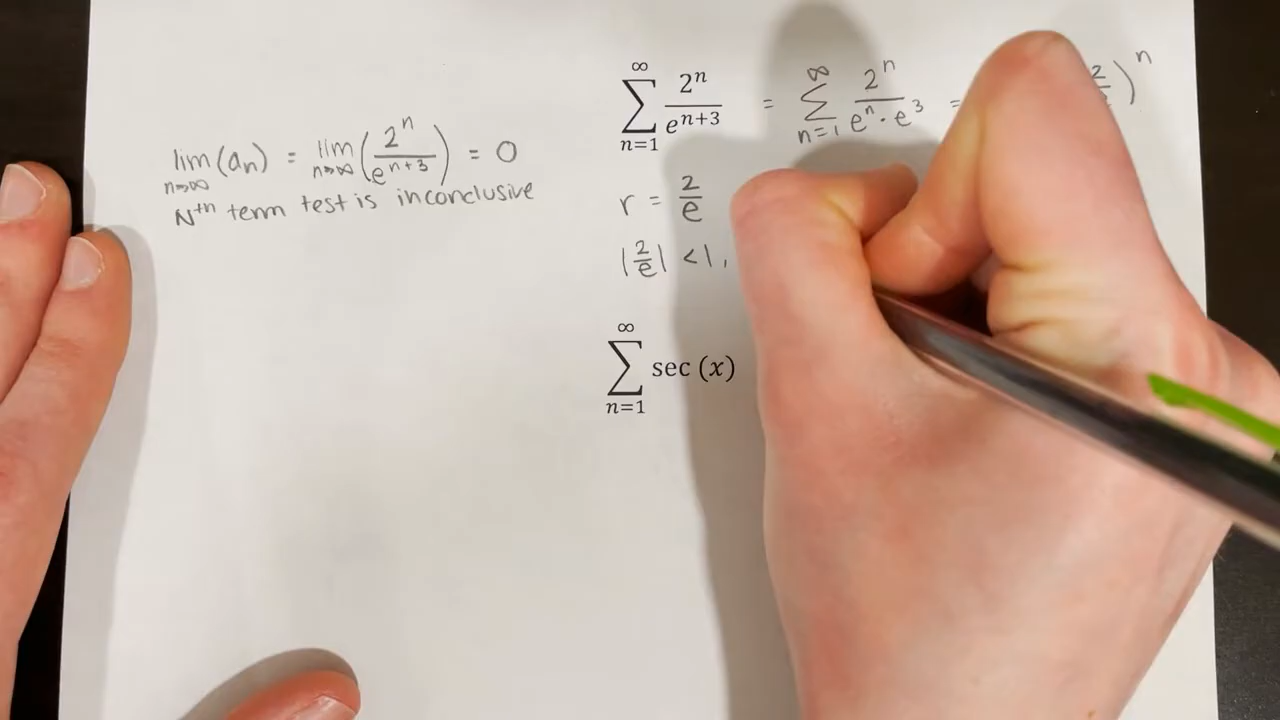 lim n→∞ (aₙ) = lim n→∞ (2ⁿ / eⁿ⁺³) = 0
Nth term test is inconclusive
∞ ∑ n=1 2ⁿ / eⁿ⁺³ = ∞ ∑ n=1 2ⁿ / eⁿ · e³ = 2 )ⁿ
r = 2/e
|2/e| < 1,
∞ ∑ n=1 sec (x)